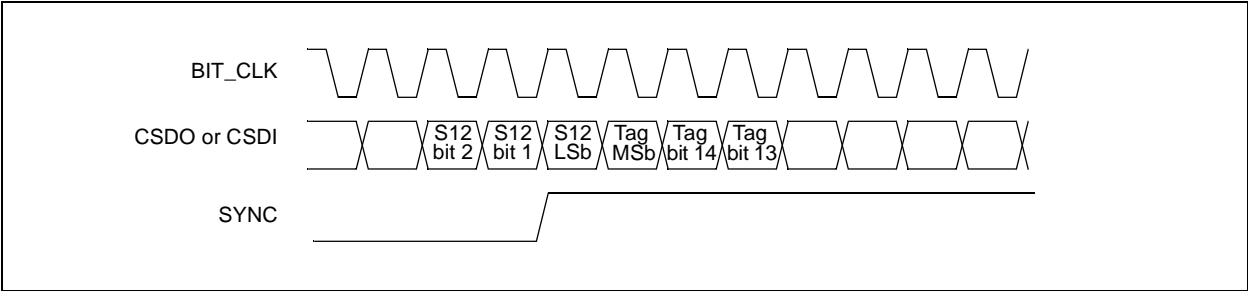 BIT_CLK
CSDO or CSDI
S12 bit 2
S12 bit 1
S12 LSb
Tag MSb
Tag bit 14
Tag bit 13
SYNC